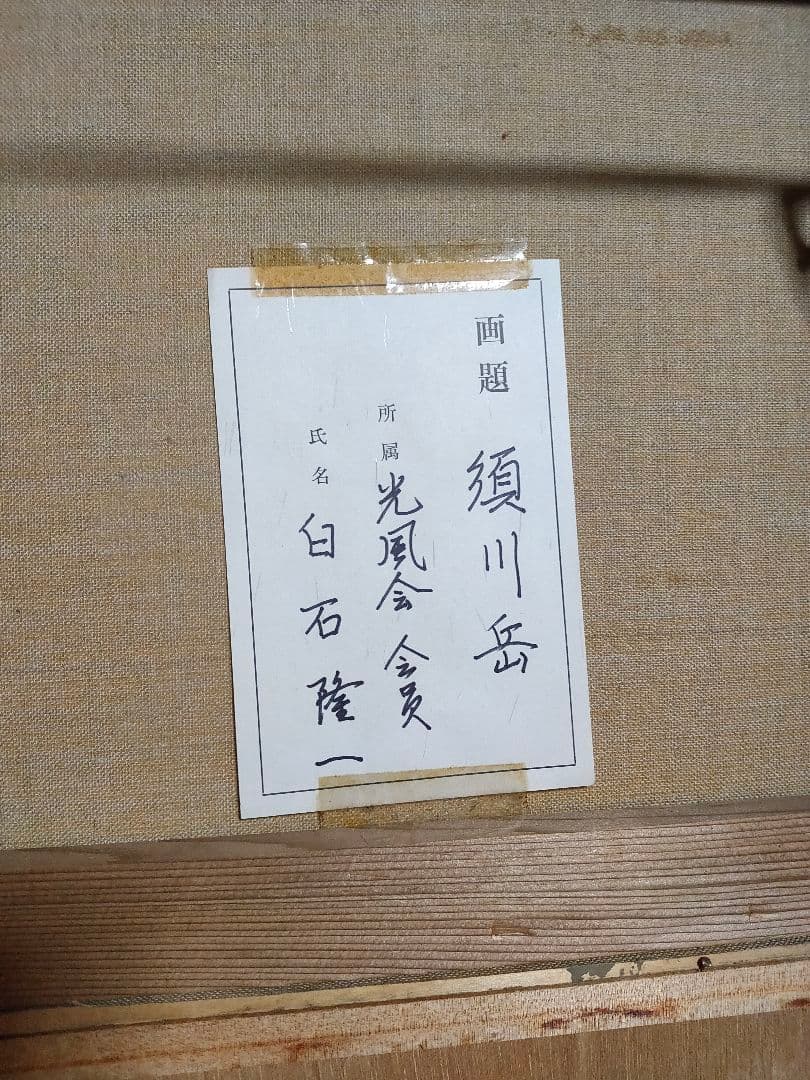 画題 須川岳
所属 光風会 会員
氏名 白石隆一